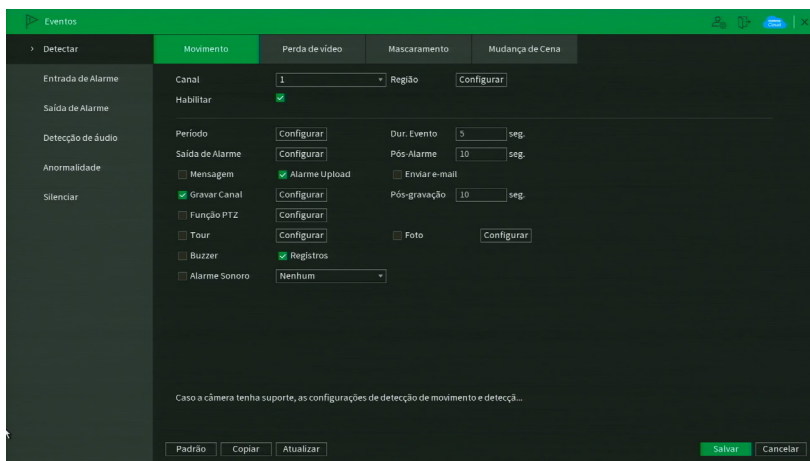 Eventos
Detectar
Movimento Perda de vídeo Mascaramento Mudança de Cena
Entrada de Alarme
Saída de Alarme
Detecção de áudio
Anormalidade
Silenciar
Canal 1 Região Configurar
Habilitar
Período Configurar Dur. Evento 5 seg.
Saída de Alarme Configurar Pós-Alarme 10 seg.
Mensagem Alarme Upload Enviar e-mail
Gravar Canal Configurar Pós-gravação 10 seg.
Função PTZ Configurar
Tour Configurar Foto Configurar
Buzzer Registros
Alarme Sonoro Nenhum
Caso a câmera tenha suporte, as configurações de detecção de movimento e detecçã...
Padrão Copiar Atualizar Salvar Cancelar